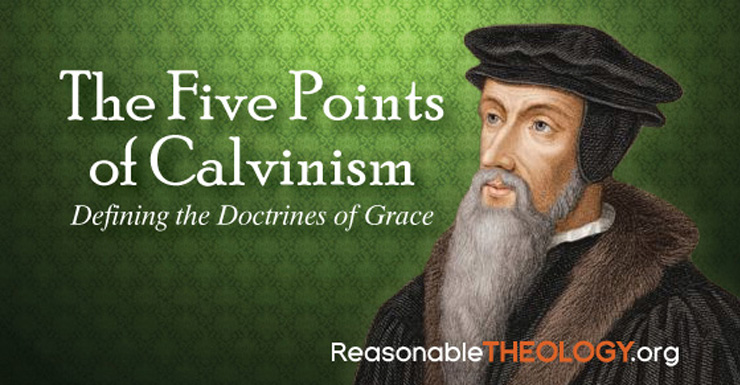 The Five Points
of Calvinism
Defining the Doctrines of Grace
ReasonableTHEOLOGY.org